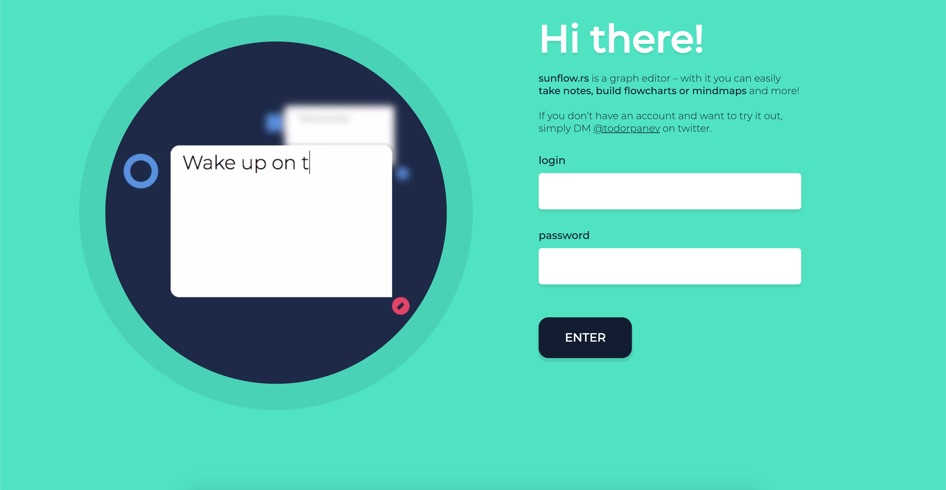 Wake up on t
Hi there!
sunflow.rs is a graph editor – with it you can easily
take notes, build flowcharts or mindmaps and more!
If you don't have an account and want to try it out,
simply DM @todorpanev on twitter.
login
password
ENTER